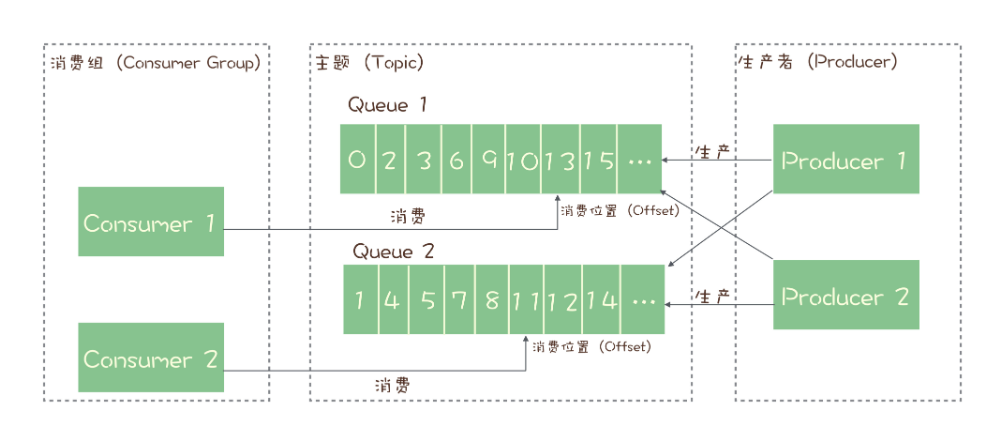 消费组 (Consumer Group)
Consumer 1
Consumer 2
消费
消费
主题 (Topic)
Queue 1
0 2 3 6 9 10 13 15 ...
消费位置 (Offset)
Queue 2
1 4 5 7 8 11 12 14 ...
消费位置 (Offset)
生产
生产
生产者 (Producer)
Producer 1
Producer 2